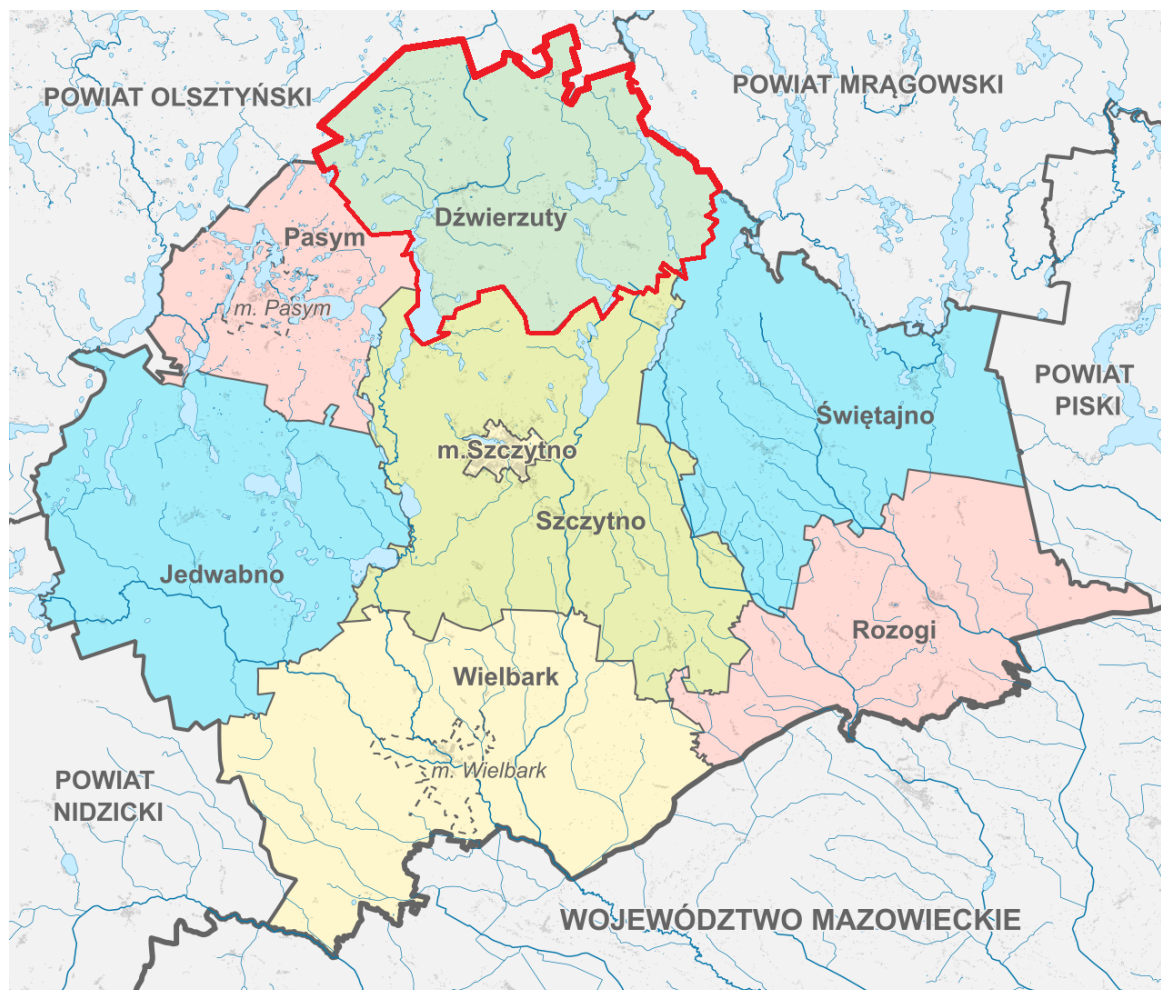 POWIAT OLSZTYŃSKI
POWIAT MRĄGOWSKI
Dźwierzuty
Pasym
m. Pasym
POWIAT
PISKI
Świętajno
m.Szczytno
Szczytno
Jedwabno
Rozogi
Wielbark
m. Wielbark
POWIAT
NIDZICKI
WOJEWÓDZTWO MAZOWIECKIE